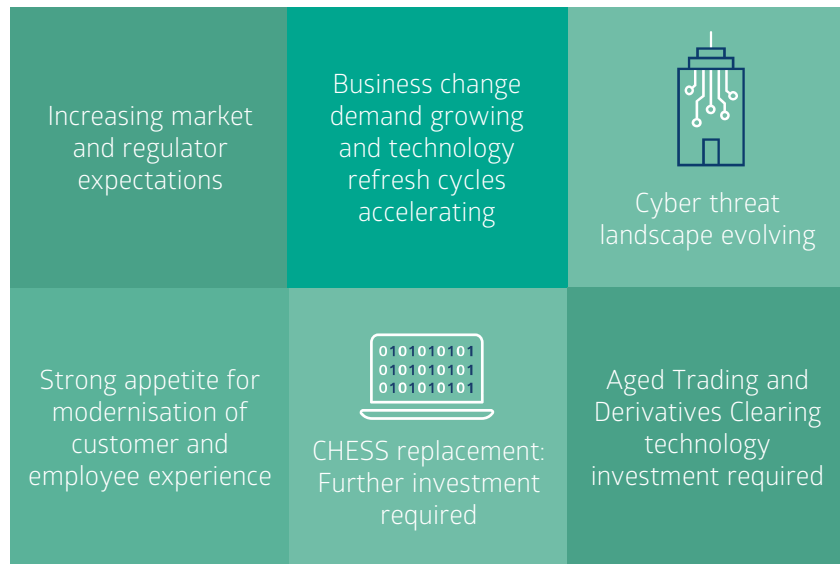 Increasing market
and regulator
expectations
Business change
demand growing
and technology
refresh cycles
accelerating
Cyber threat
landscape evolving
Strong appetite for
modernisation of
customer and
employee experience
0101010101
0101010101
0101010101
CHESS replacement:
Further investment
required
Aged Trading and
Derivatives Clearing
technology
investment required